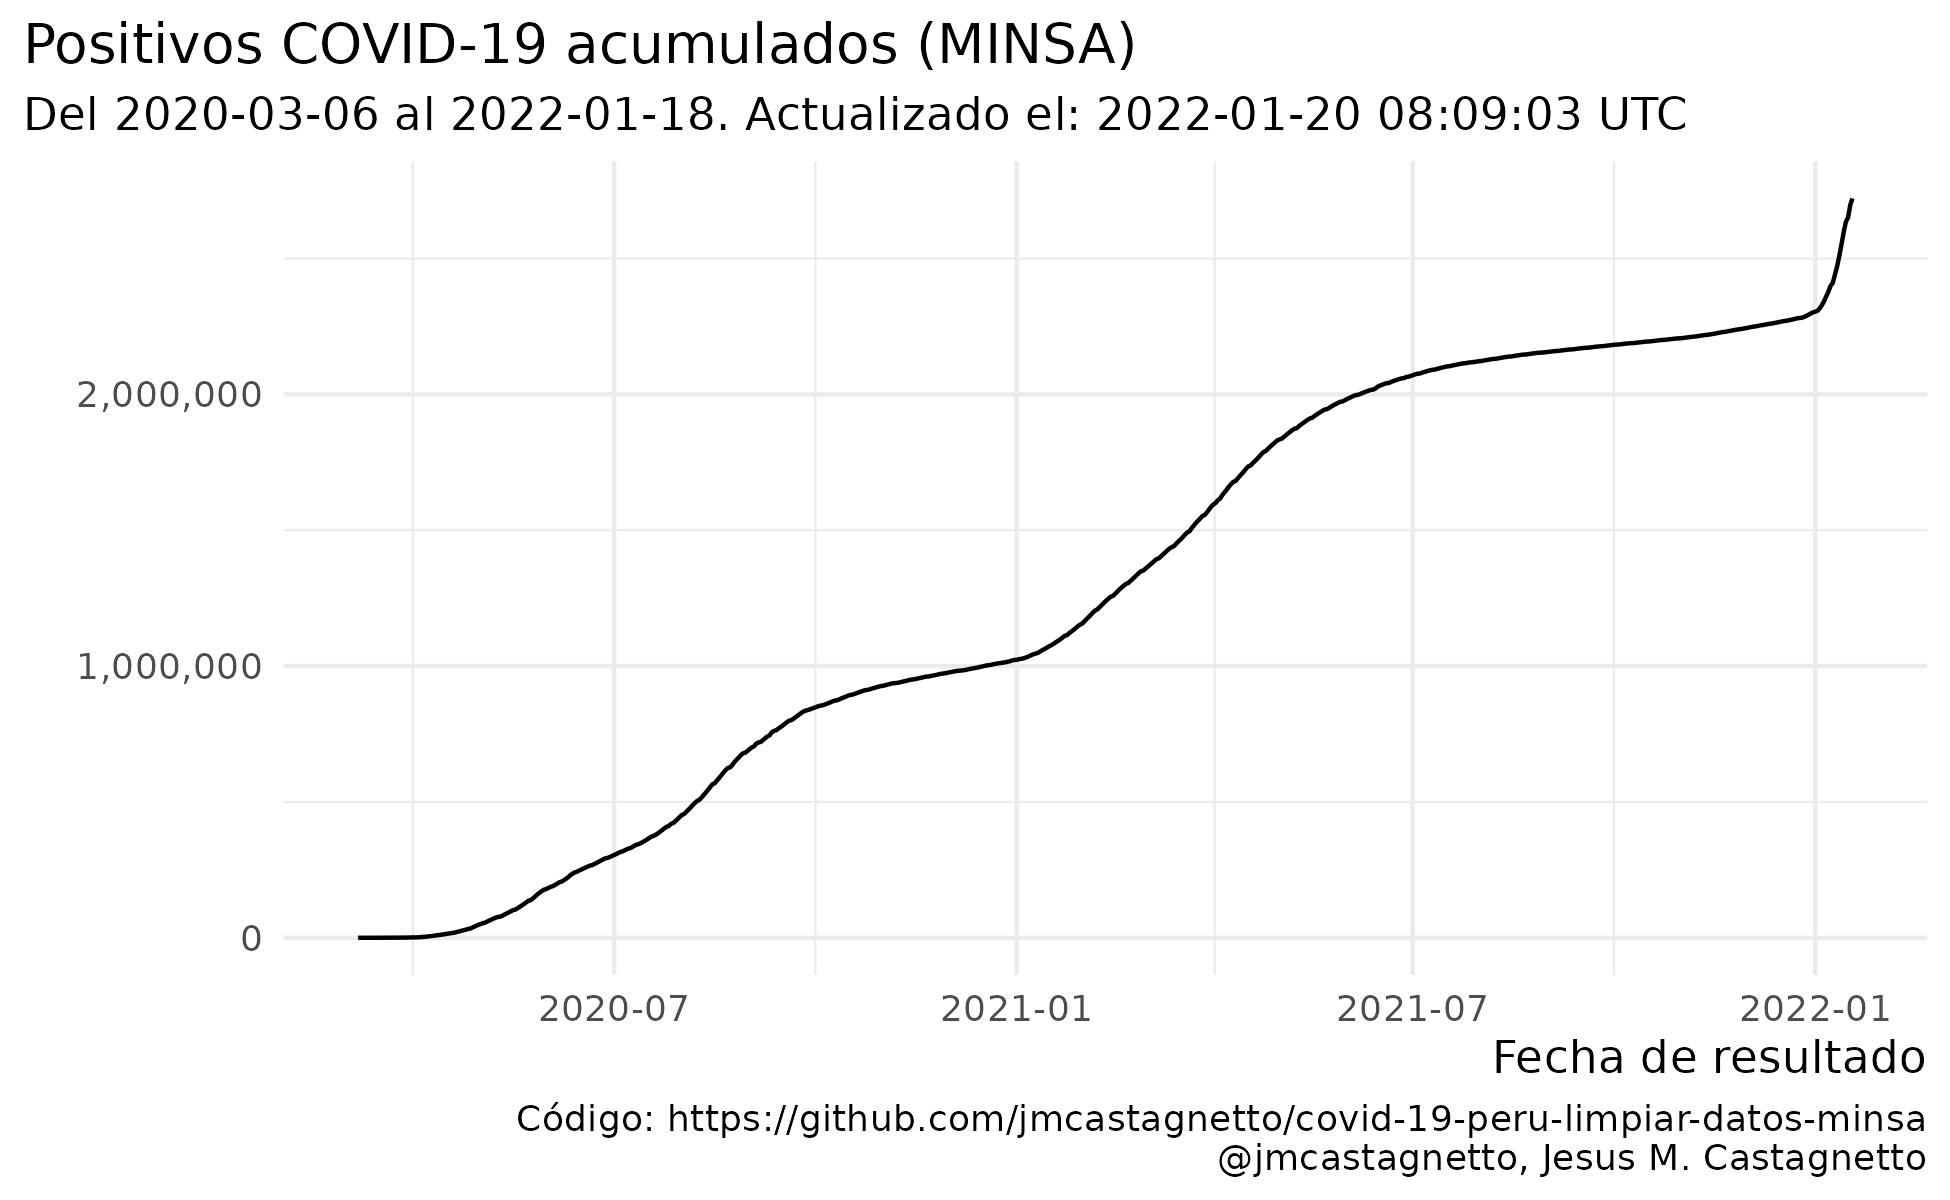 Positivos COVID-19 acumulados (MINSA)
Del 2020-03-06 al 2022-01-18. Actualizado el: 2022-01-20 08:09:03 UTC
2,000,000
1,000,000
0
2020-07 2021-01 2021-07 2022-01
Fecha de resultado
Código: https://github.com/jmcastagnetto/covid-19-peru-limpiar-datos-minsa
@jmcastagnetto, Jesus M. Castagnetto